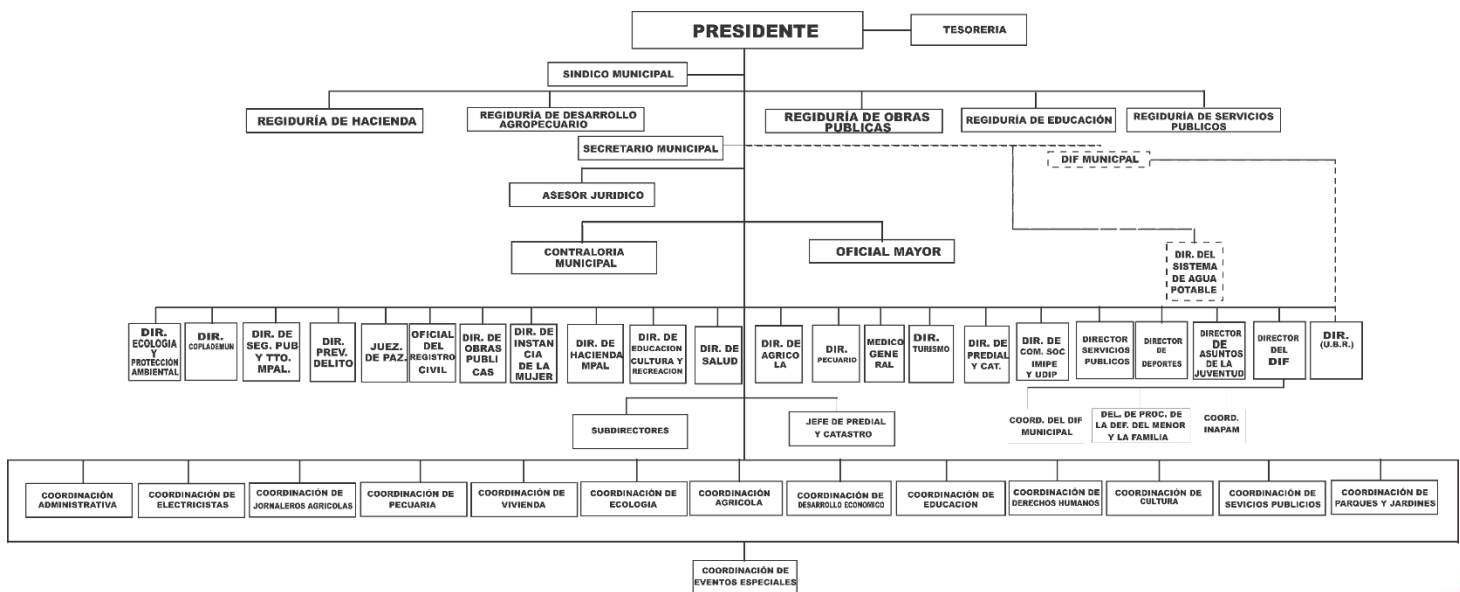 PRESIDENTE
TESORERIA
SINDICO MUNICIPAL
REGIDURÍA DE HACIENDA
REGIDURÍA DE DESARROLLO
AGROPECUARIO
REGIDURÍA DE OBRAS
PUBLICAS
REGIDURÍA DE EDUCACIÓN
REGIDURÍA DE SERVICIOS
PUBLICOS
SECRETARIO MUNICIPAL
DIF MUNICPAL
ASESOR JURIDICO
CONTRALORIA
MUNICIPAL
OFICIAL MAYOR
DIR. DEL
SISTEMA
DE AGUA
POTABLE
DIR.
ECOLOGIA
Y
PROTECCIÓN
AMBIENTAL
DIR.
COPLADEMUN
DIR. DE
SEG. PUB
Y TTO.
MPAL.
DIR.
PREV.
DELITO
JUEZ.
DE PAZ.
OFICIAL
DEL
REGISTRO
CIVIL
DIR. DE
OBRAS
PUBLI
CAS
DIR. DE
INSTAN
CIA DE
LA MUJER
DIR.
DE HACIENDA
MPAL
DIR. DE
EDUCACION
CULTURA Y
RECREACION
DIR. DE
SALUD
DIR. DE
AGRICO
LA
DIR.
PECUARIO
MEDICO
GENE
RAL
DIR.
TURISMO
DIR. DE
PREDIAL
Y CAT.
DIR. DE
COM. SOC
IMIPE
Y UDIP
DIRECTOR
SERVICIOS
PUBLICOS
DIRECTOR
DE
DEPORTES
DIRECTOR
DE
ASUNTOS
DE LA
JUVENTUD
DIRECTOR
DEL
DIF
DIR.
(U.B.R.)
SUBDIRECTORES
JEFE DE PREDIAL
Y CATASTRO
COORD. DEL DIF
MUNICIPAL
DEL. DE PROC. DE
LA DEF. DEL MENOR
Y LA FAMILIA
COORD.
INAPAM
COORDINACIÓN
ADMINISTRATIVA
COORDINACIÓN DE
ELECTRICISTAS
COORDINACIÓN DE
JORNALEROS AGRICOLAS
COORDINACIÓN DE
PECUARIA
COORDINACIÓN DE
VIVIENDA
COORDINACIÓN DE
ECOLOGIA
COORDINACIÓN
AGRICOLA
COORDINACIÓN DE
DESARROLLO ECONOMICO
COORDINACIÓN DE
EDUCACION
COORDINACIÓN DE
DERECHOS HUMANOS
COORDINACIÓN DE
CULTURA
COORDINACIÓN DE
SEVICIOS PUBLICIOS
COORDINACIÓN DE
PARQUES Y JARDINES
COORDINACIÓN DE
EVENTOS ESPECIALES